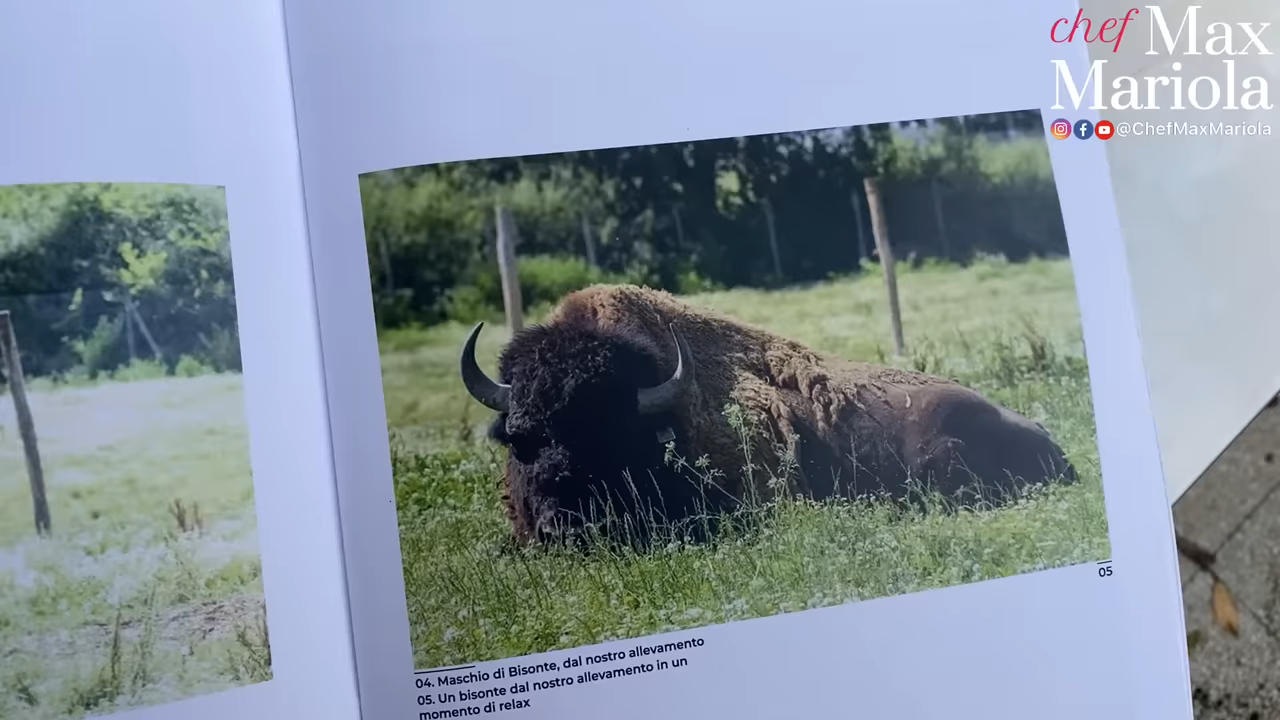 chef Max
Mariola
@ChefMaxMariola
05
04. Maschio di Bisonte, dal nostro allevamento
05. Un bisonte dal nostro allevamento in un
momento di relax